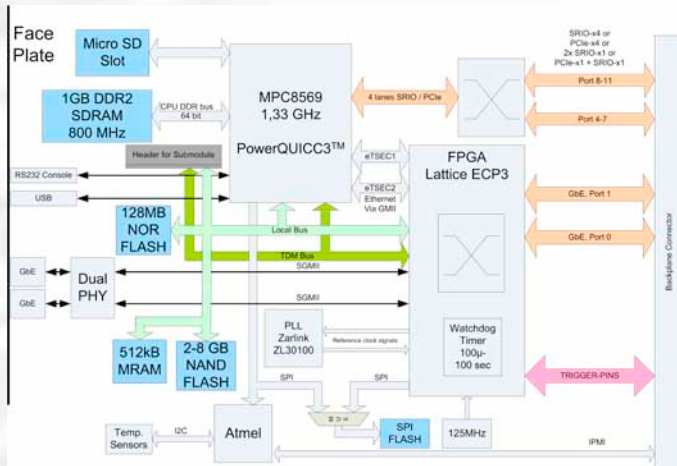 Face
Plate
Micro SD
Slot
1GB DDR2
SDRAM
800 MHz
CPU DDR bus
64 bit
MPC8569
1,33 GHz
PowerQUICC3™
4 lanes SRIO / PCIe
SRIO-x4 or
PCIe-x4 or
2x SRIO-x1 or
PCIe-x1 + SRIO-x1
Port 8-11
Port 4-7
Header for Submodule
RS232 Console
USB
eTSEC1
eTSEC2
Ethernet
Via GMII
FPGA
Lattice ECP3
GbE, Port 1
GbE, Port 0
Backplane Connector
128MB
NOR
FLASH
Local Bus
TDM Bus
SGMII
GbE
Dual
PHY
GbE
SGMII
PLL
Zarlink
ZL30100
Reference clock signals
Watchdog
Timer
100µ-
100 sec
512kB
MRAM
2-8 GB
NAND
FLASH
SPI
SPI
TRIGGER-PINS
MUX
SPI
FLASH
125MHz
Temp.
Sensors
I2C
Atmel
IPMI